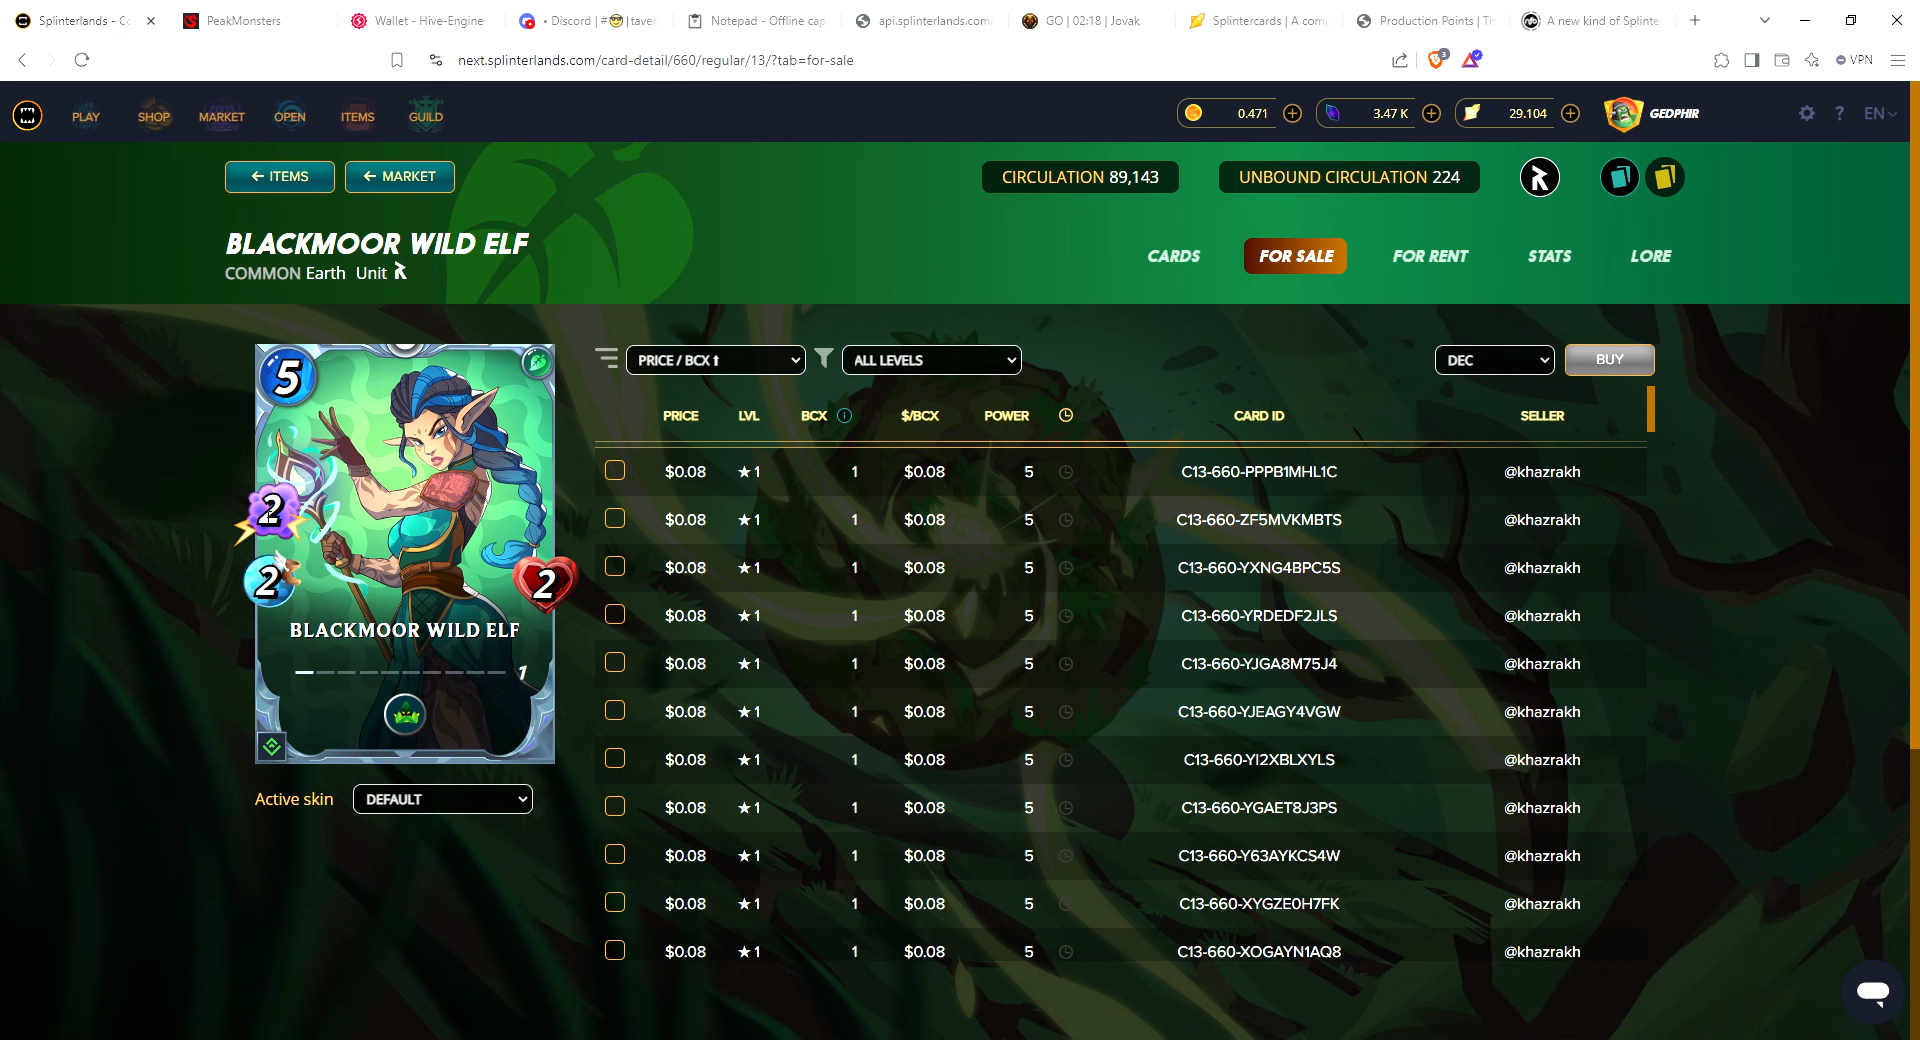 Splinterlands - Co
PeakMonsters
Wallet - Hive-Engine
• Discord | #😎|taver
Notepad - Offline cap
api.splinterlands.com/
GO | 02:18 | Jovak
Splintercards | A comp
Production Points | Th
A new kind of Splinte
next.splinterlands.com/card-detail/660/regular/13/?tab=for-sale
3
VPN
PLAY
SHOP
MARKET
OPEN
ITEMS
GUILD
0.471
3.47 K
29.104
GEDPHIR
?
EN
← ITEMS
← MARKET
CIRCULATION 89,143
UNBOUND CIRCULATION 224
BLACKMOOR WILD ELF
COMMON Earth Unit
CARDS
FOR SALE
FOR RENT
STATS
LORE
5
2
2
2
BLACKMOOR WILD ELF
1
Active skin
DEFAULT
PRICE / BCX ⬆
ALL LEVELS
DEC
BUY
PRICE LVL BCX $/BCX POWER CARD ID SELLER
$0.08 ★ 1 1 $0.08 5 C13-660-PPPB1MHL1C @khazrakh
$0.08 ★ 1 1 $0.08 5 C13-660-ZF5MVKMBTS @khazrakh
$0.08 ★ 1 1 $0.08 5 C13-660-YXNG4BPC5S @khazrakh
$0.08 ★ 1 1 $0.08 5 C13-660-YRDEDF2JLS @khazrakh
$0.08 ★ 1 1 $0.08 5 C13-660-YJGA8M75J4 @khazrakh
$0.08 ★ 1 1 $0.08 5 C13-660-YJEAGY4VGW @khazrakh
$0.08 ★ 1 1 $0.08 5 C13-660-YI2XBLXYLS @khazrakh
$0.08 ★ 1 1 $0.08 5 C13-660-YGAET8J3PS @khazrakh
$0.08 ★ 1 1 $0.08 5 C13-660-Y63AYKCS4W @khazrakh
$0.08 ★ 1 1 $0.08 5 C13-660-XYGZE0H7FK @khazrakh
$0.08 ★ 1 1 $0.08 5 C13-660-XOGAYN1AQ8 @khazrakh